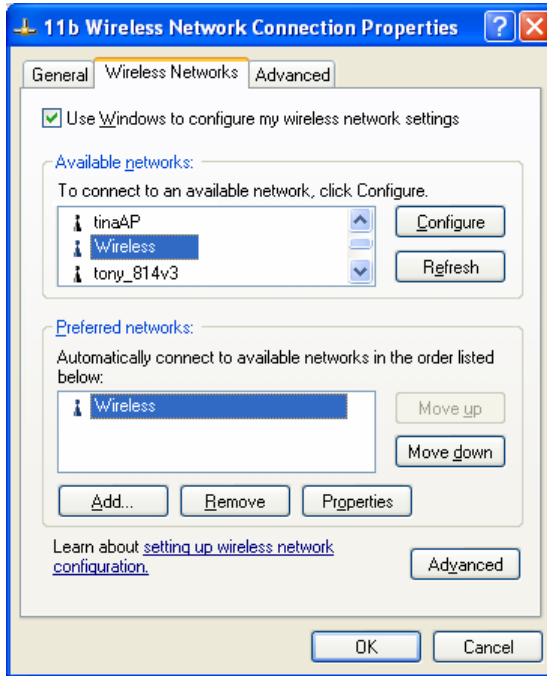 11b Wireless Network Connection Properties
General Wireless Networks Advanced
Use Windows to configure my wireless network settings
Available networks:
To connect to an available network, click Configure.
tinaAP
Wireless
tony_814v3
Configure
Refresh
Preferred networks:
Automatically connect to available networks in the order listed
below:
Wireless
Move up
Move down
Add... Remove Properties
Learn about setting up wireless network
configuration.
Advanced
OK Cancel